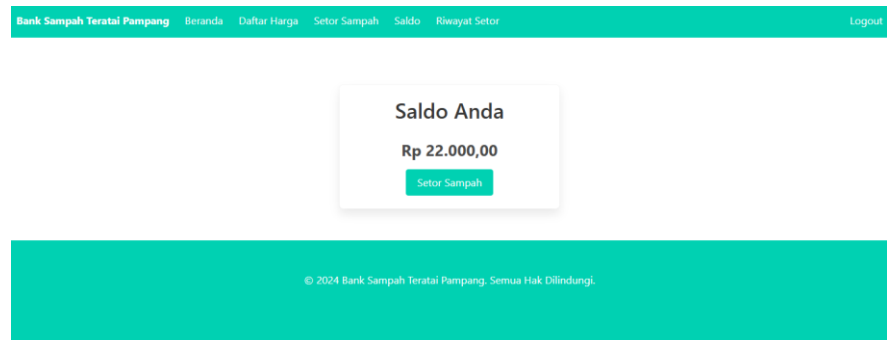 Bank Sampah Teratai Pampang Beranda Daftar Harga Setor Sampah Saldo Riwayat Setor Logout
Saldo Anda
Rp 22.000,00
Setor Sampah
© 2024 Bank Sampah Teratai Pampang. Semua Hak Dilindungi.